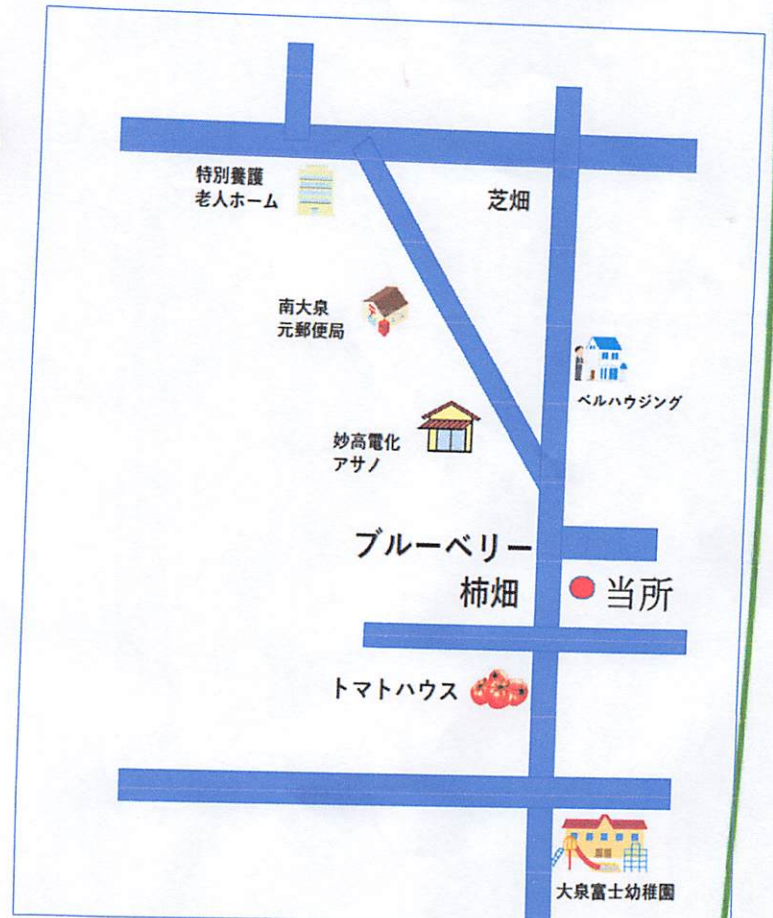 特別養護
老人ホーム
芝畑
南大泉
元郵便局
ベルハウジング
妙高電化
アサノ
ブルーベリー
柿畑
当所
トマトハウス
大泉富士幼稚園